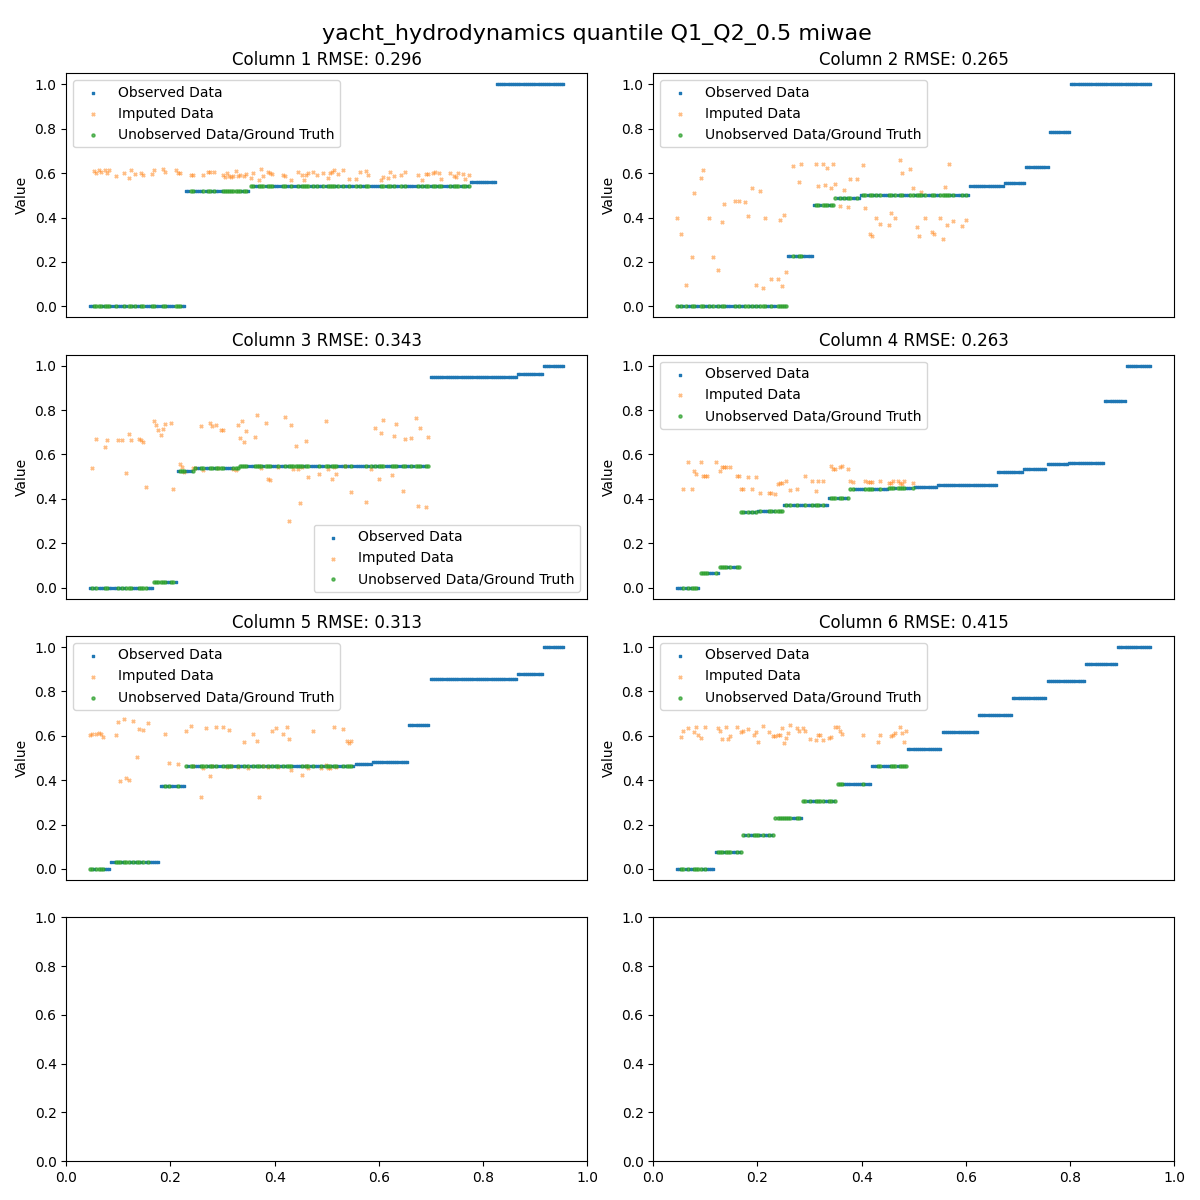 yacht_hydrodynamics quantile Q1_Q2_0.5 miwae
Column 1 RMSE: 0.296
Column 2 RMSE: 0.265
1.0
0.8
0.6
0.4
0.2
0.0
Value
Observed Data
Imputed Data
Unobserved Data/Ground Truth
1.0
0.8
0.6
0.4
0.2
0.0
Value
Observed Data
Imputed Data
Unobserved Data/Ground Truth
Column 3 RMSE: 0.343
Column 4 RMSE: 0.263
1.0
0.8
0.6
0.4
0.2
0.0
Value
Observed Data
Imputed Data
Unobserved Data/Ground Truth
1.0
0.8
0.6
0.4
0.2
0.0
Value
Observed Data
Imputed Data
Unobserved Data/Ground Truth
Column 5 RMSE: 0.313
Column 6 RMSE: 0.415
1.0
0.8
0.6
0.4
0.2
0.0
Value
Observed Data
Imputed Data
Unobserved Data/Ground Truth
1.0
0.8
0.6
0.4
0.2
0.0
Value
Observed Data
Imputed Data
Unobserved Data/Ground Truth
1.0
0.8
0.6
0.4
0.2
0.0
0.0 0.2 0.4 0.6 0.8 1.0
1.0
0.8
0.6
0.4
0.2
0.0
0.0 0.2 0.4 0.6 0.8 1.0